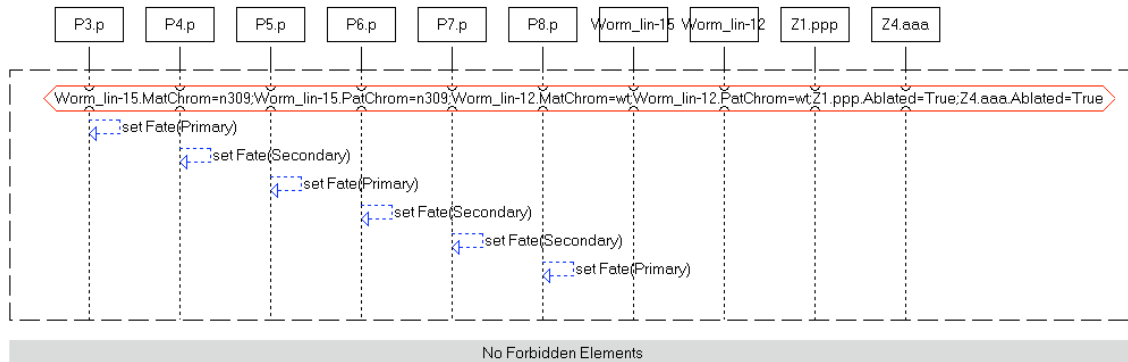 P3.p P4.p P5.p P6.p P7.p P8.p Worm_lin-15 Worm_lin-12 Z1.ppp Z4.aaa
Worm_lin-15.MatChrom=n309;Worm_lin-15.PatChrom=n309;Worm_lin-12.MatChrom=wt;Worm_lin-12.PatChrom=wt;Z1.ppp.Ablated=True;Z4.aaa.Ablated=True
set Fate(Primary)
set Fate(Secondary)
set Fate(Primary)
set Fate(Secondary)
set Fate(Secondary)
set Fate(Primary)
No Forbidden Elements